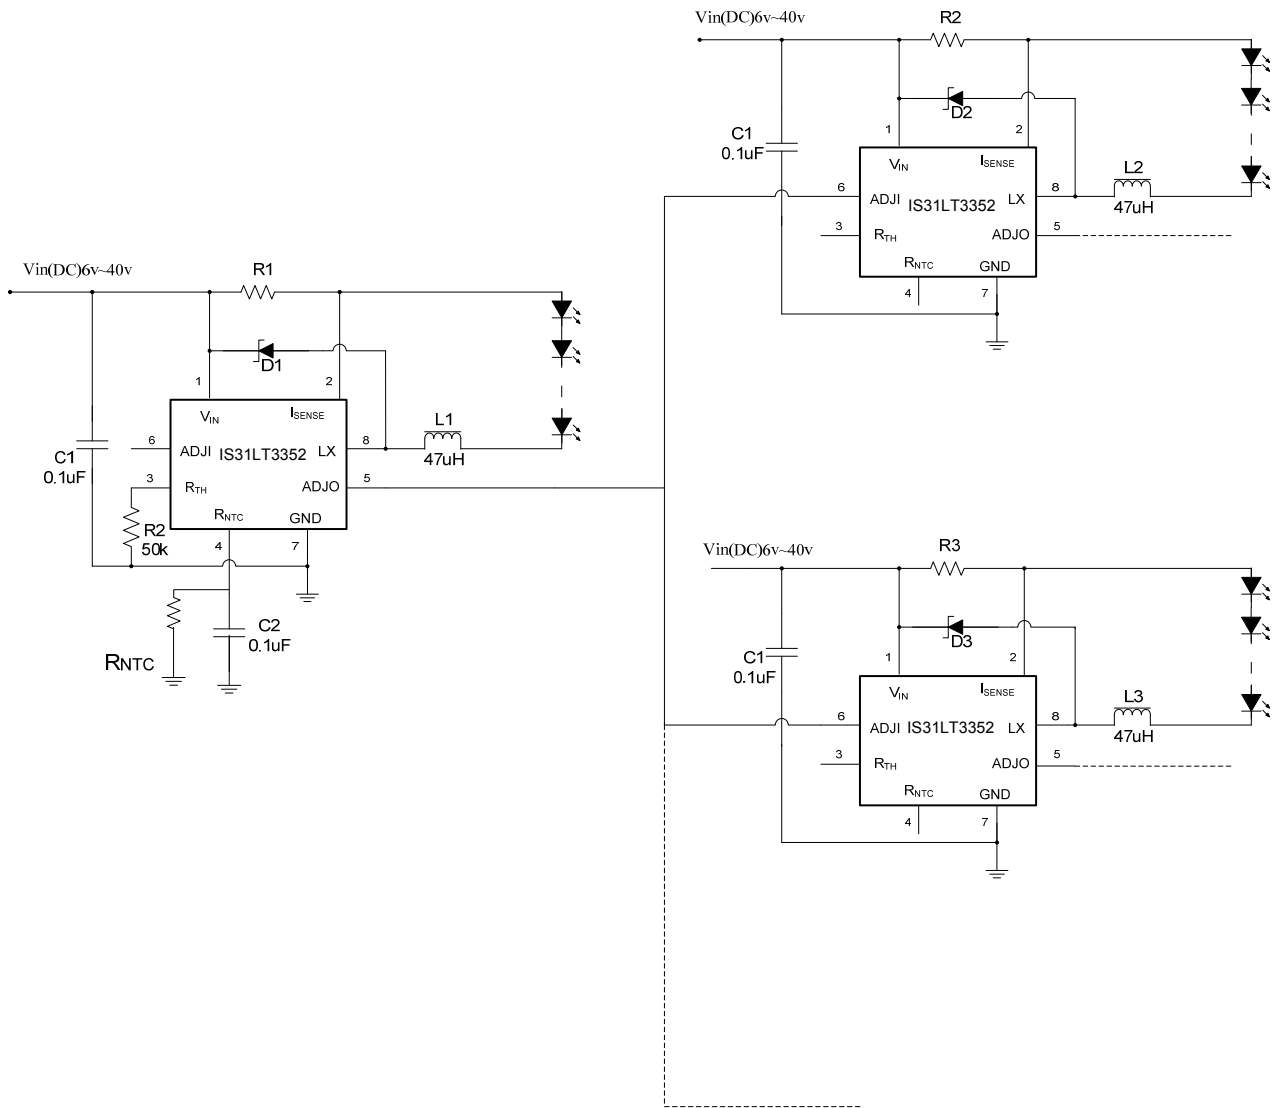 Vin(DC)6v~40v
R2
D2
1
2
C1
0.1uF
VIN
ISENSE
6
ADJI
IS31LT3352
LX
8
L2
47uH
3
RTH
ADJO
5
RNTC
GND
4
7
Vin(DC)6v~40v
R1
D1
1
2
C1
0.1uF
VIN
ISENSE
6
ADJI
IS31LT3352
LX
8
L1
47uH
3
RTH
ADJO
5
R2
50k
RNTC
GND
4
7
RNTC
C2
0.1uF
Vin(DC)6v~40v
R3
D3
1
2
C1
0.1uF
VIN
ISENSE
6
ADJI
IS31LT3352
LX
8
L3
47uH
3
RTH
ADJO
5
RNTC
GND
4
7